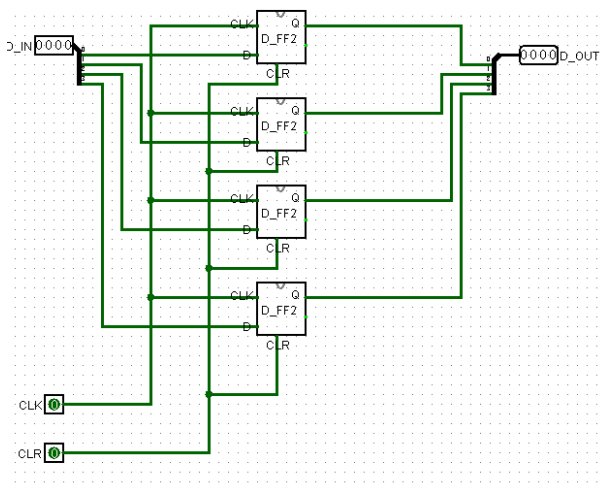 CLK Q
D_IN 0000 D_FF2 0000 D_OUT
D
CLR
CLK Q
D_FF2
D
CLR
CLK Q
D_FF2
D
CLR
CLK Q
D_FF2
D
CLR
CLK 0
CLR 0